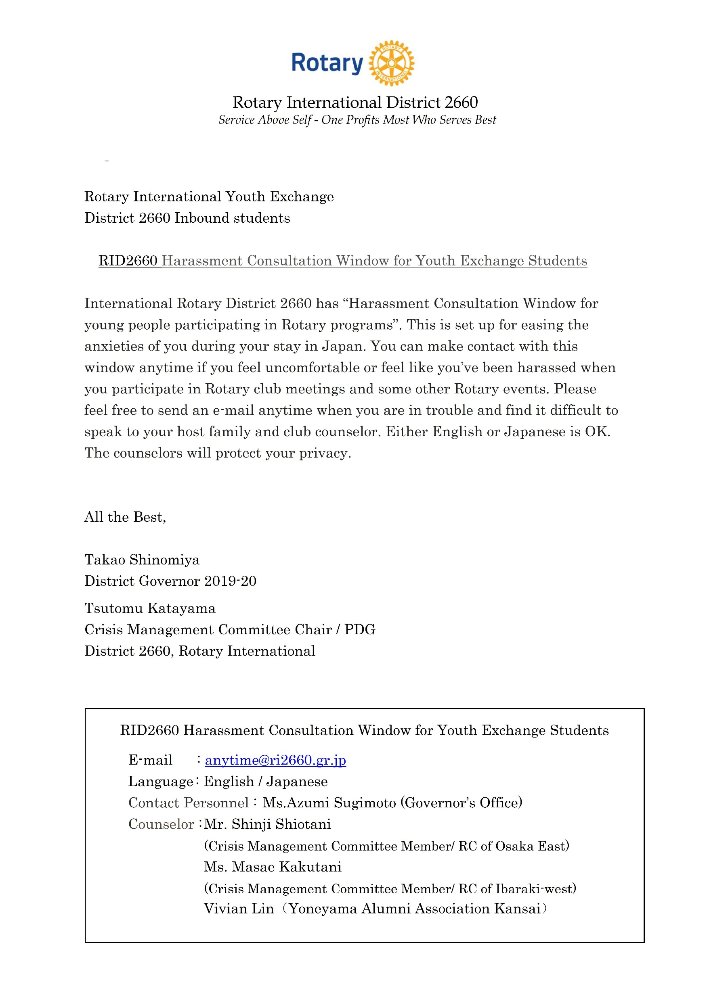 Rotary
ROTARY
INTERNATIONAL
Rotary International District 2660
Service Above Self - One Profits Most Who Serves Best
Rotary International Youth Exchange
District 2660 Inbound students
RID2660 Harassment Consultation Window for Youth Exchange Students
International Rotary District 2660 has “Harassment Consultation Window for
young people participating in Rotary programs”. This is set up for easing the
anxieties of you during your stay in Japan. You can make contact with this
window anytime if you feel uncomfortable or feel like you’ve been harassed when
you participate in Rotary club meetings and some other Rotary events. Please
feel free to send an e-mail anytime when you are in trouble and find it difficult to
speak to your host family and club counselor. Either English or Japanese is OK.
The counselors will protect your privacy.
All the Best,
Takao Shinomiya
District Governor 2019-20
Tsutomu Katayama
Crisis Management Committee Chair / PDG
District 2660, Rotary International
RID2660 Harassment Consultation Window for Youth Exchange Students
E-mail : anytime@ri2660.gr.jp
Language : English / Japanese
Contact Personnel : Ms.Azumi Sugimoto (Governor’s Office)
Counselor :Mr. Shinji Shiotani
(Crisis Management Committee Member/ RC of Osaka East)
Ms. Masae Kakutani
(Crisis Management Committee Member/ RC of Ibaraki-west)
Vivian Lin（Yoneyama Alumni Association Kansai）